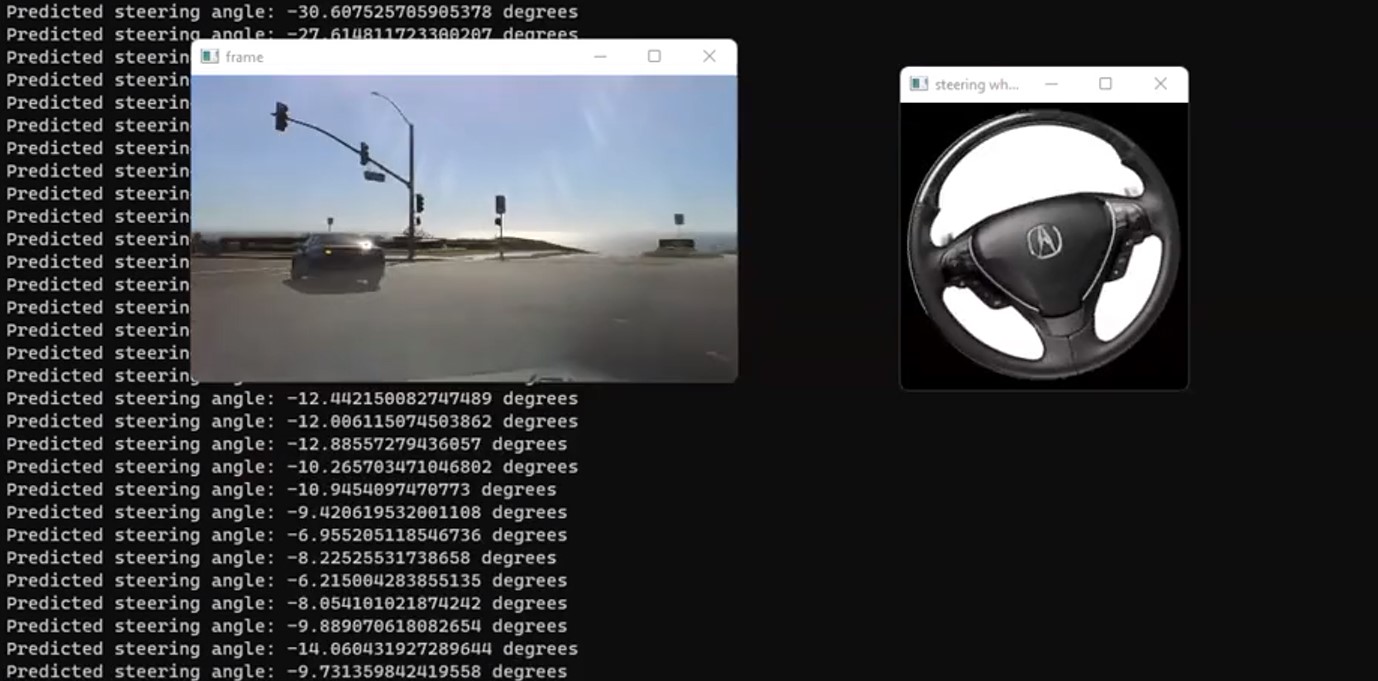 Predicted steering angle: -30.607525705905378 degrees
Predicted steering angle: -27.614811723300207 degrees
Predicted steerin
frame
steering wh...
Predicted steerin
Predicted steerin
Predicted steerin
Predicted steerin
Predicted steerin
Predicted steerin
Predicted steerin
Predicted steerin
Predicted steerin
Predicted steerin
Predicted steerin
Predicted steerin
Predicted steerin
Predicted steerin
Predicted steering angle: -12.442150082747489 degrees
Predicted steering angle: -12.006115074503862 degrees
Predicted steering angle: -12.88557279436057 degrees
Predicted steering angle: -10.265703471046802 degrees
Predicted steering angle: -10.9454097470773 degrees
Predicted steering angle: -9.420619532001108 degrees
Predicted steering angle: -6.955205118546736 degrees
Predicted steering angle: -8.22525531738658 degrees
Predicted steering angle: -6.215004283855135 degrees
Predicted steering angle: -8.054101021874242 degrees
Predicted steering angle: -9.889070618082654 degrees
Predicted steering angle: -14.060431927289644 degrees
Predicted steering angle: -9.731359842419558 degrees